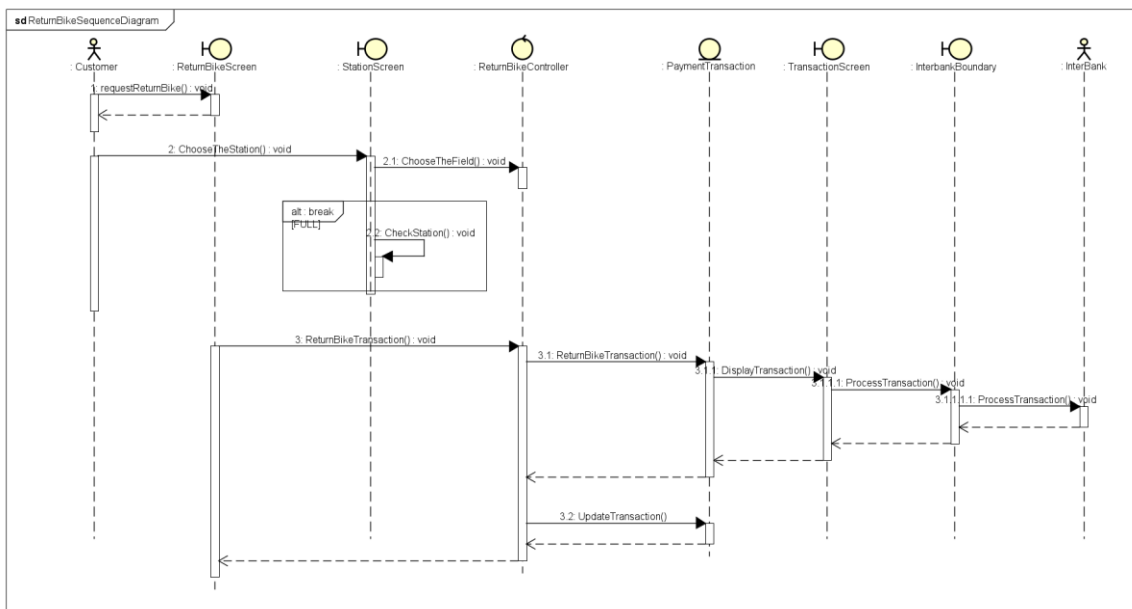 sd ReturnBikeSequenceDiagram
: Customer
: ReturnBikeScreen
: StationScreen
: ReturnBikeController
: PaymentTransaction
: TransactionScreen
: InterbankBoundary
: InterBank
1: requestReturnBike() : void
2: ChooseTheStation() : void
2.1: ChooseTheField() : void
alt : break
[FULL]
2.2: CheckStation() : void
3: ReturnBikeTransaction() : void
3.1: ReturnBikeTransaction() : void
3.1.1: DisplayTransaction() : void
3.1.1.1: ProcessTransaction() : void
3.1.1.1.1: ProcessTransaction() : void
3.2: UpdateTransaction()